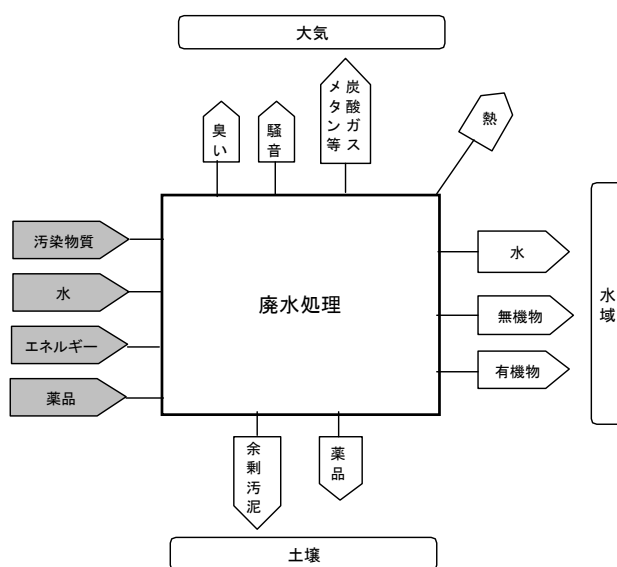 大気
臭い
騒音
炭酸ガス
メタン等
熱
汚染物質
水
エネルギー
薬品
廃水処理
水
無機物
有機物
水域
余剰汚泥
薬品
土壌